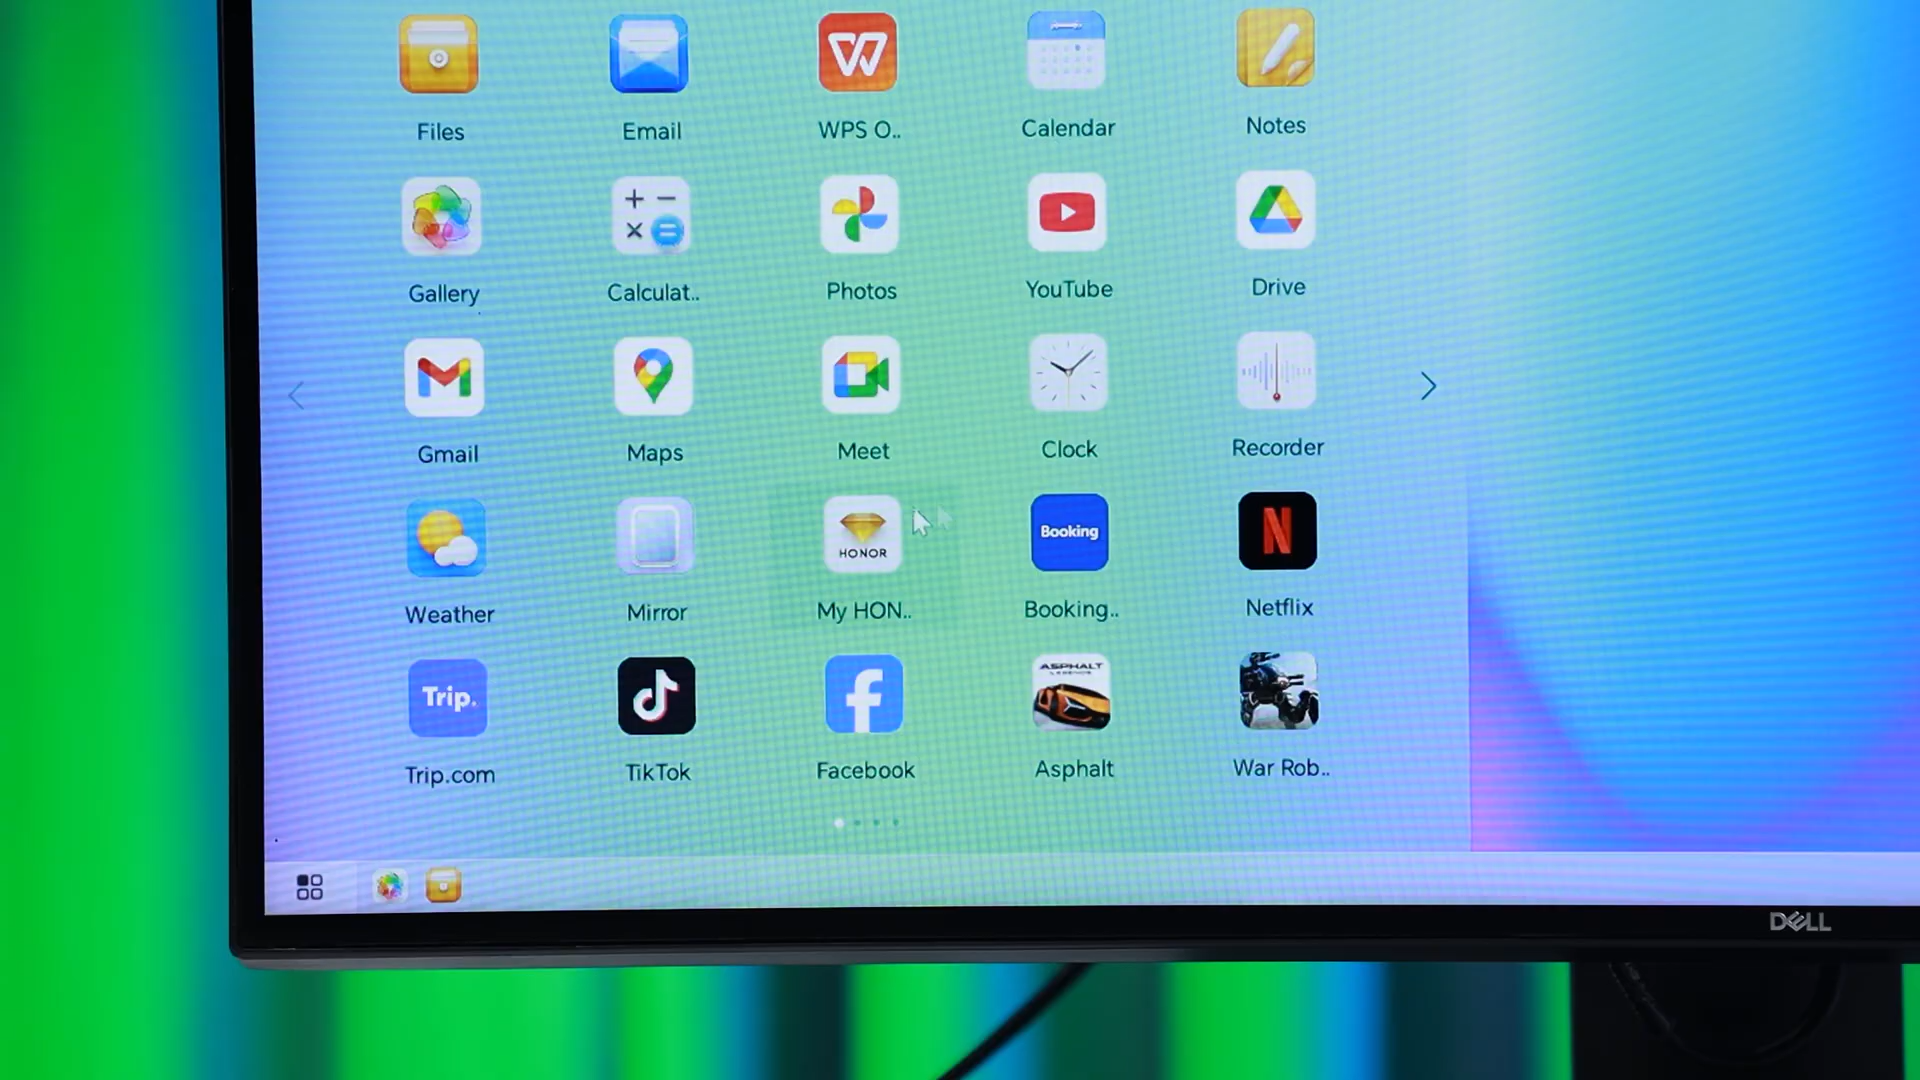 Files Email WPS O.. Calendar Notes
Gallery Calculat.. Photos YouTube Drive
Gmail Maps Meet Clock Recorder
HONOR Booking N
Weather Mirror My HON.. Booking.. Netflix
Trip. ASPHALT LEGENDS
Trip.com TikTok Facebook Asphalt War Rob..
DELL